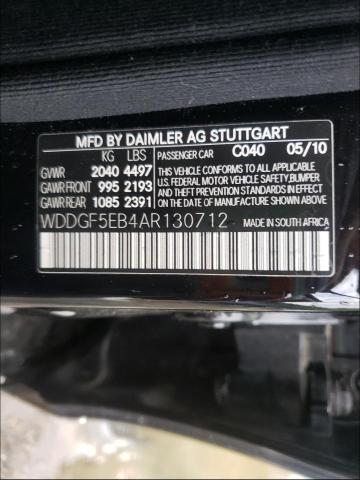 MFD BY DAIMLER AG STUTTGART
KG LBS PASSENGER CAR C040 05/10
GVWR 2040 4497 THIS VEHICLE CONFORMS TO ALL
GAWR FRONT 995 2193 APPLICABLE U.S. FEDERAL MOTOR VEHICLE SAFETY, BUMPER,
GAWR REAR 1085 2391 AND THEFT PREVENTION STANDARDS IN EFFECT ON THE DATE OF
WDDGF5EB4AR130712 MANUFACTURE SHOWN ABOVE. MADE IN GERMANY